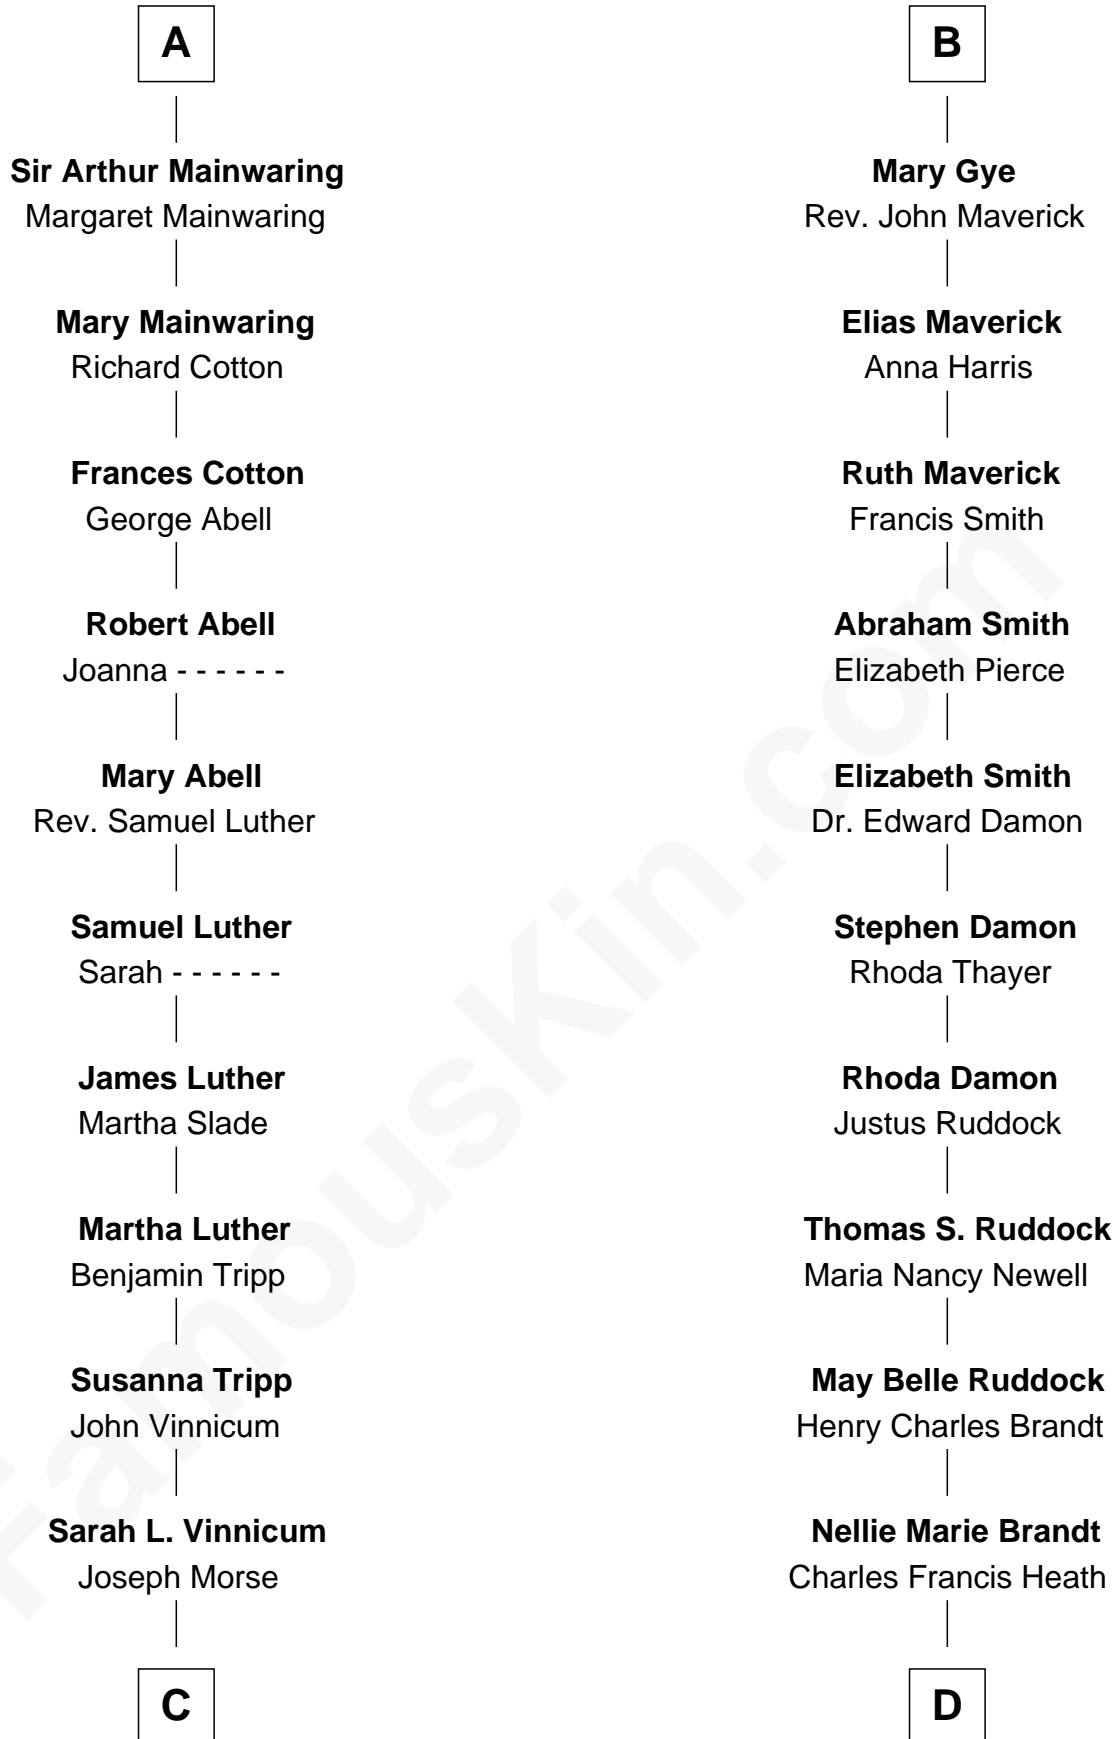 A
Sir Arthur Mainwaring
Margaret Mainwaring
Mary Mainwaring
Richard Cotton
Frances Cotton
George Abell
Robert Abell
Joanna - - - - - -
Mary Abell
Rev. Samuel Luther
Samuel Luther
Sarah - - - - - -
James Luther
Martha Slade
Martha Luther
Benjamin Tripp
Susanna Tripp
John Vinnicum
Sarah L. Vinnicum
Joseph Morse
C
B
Mary Gye
Rev. John Maverick
Elias Maverick
Anna Harris
Ruth Maverick
Francis Smith
Abraham Smith
Elizabeth Pierce
Elizabeth Smith
Dr. Edward Damon
Stephen Damon
Rhoda Thayer
Rhoda Damon
Justus Ruddock
Thomas S. Ruddock
Maria Nancy Newell
May Belle Ruddock
Henry Charles Brandt
Nellie Marie Brandt
Charles Francis Heath
D
FamousKin.com